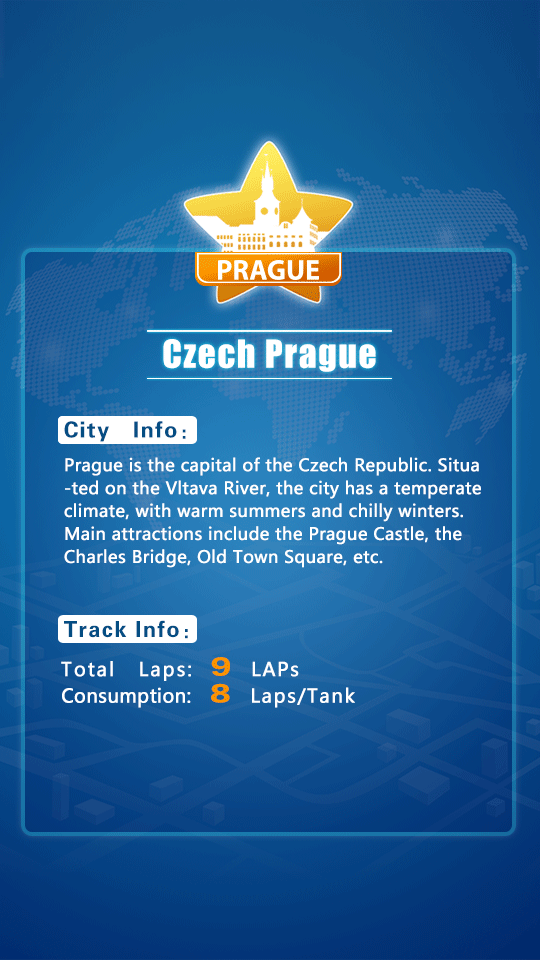 PRAGUE
Czech Prague
City Info:
Prague is the capital of the Czech Republic. Situa
-ted on the Vltava River, the city has a temperate
climate, with warm summers and chilly winters.
Main attractions include the Prague Castle, the
Charles Bridge, Old Town Square, etc.
Track Info:
Total Laps: 9 LAPs
Consumption: 8 Laps/Tank